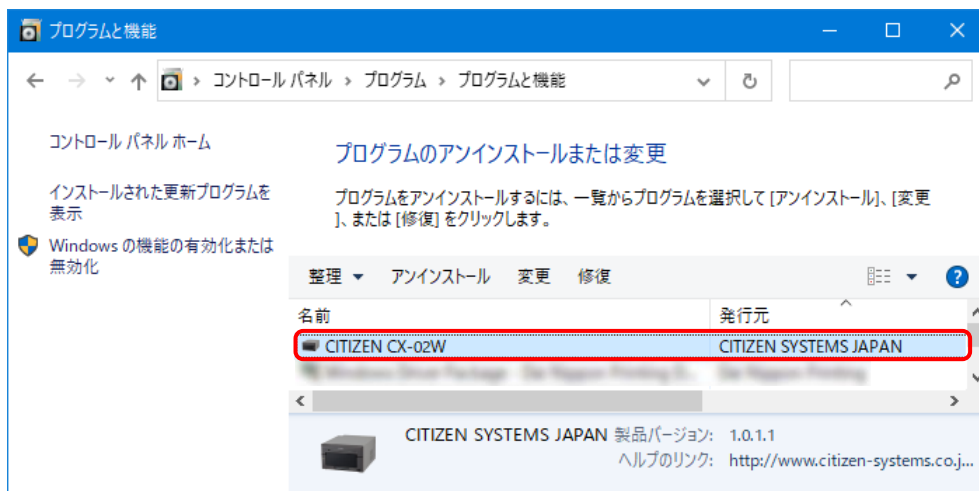 プログラムと機能
コントロール パネル › プログラム › プログラムと機能
コントロール パネル ホーム
インストールされた更新プログラムを
表示
Windows の機能の有効化または
無効化
プログラムのアンインストールまたは変更
プログラムをアンインストールするには、一覧からプログラムを選択して [アンインストール]、[変更
]、または [修復] をクリックします。
整理 アンインストール 変更 修復
名前 発行元
CITIZEN CX-02W CITIZEN SYSTEMS JAPAN
CITIZEN SYSTEMS JAPAN 製品バージョン: 1.0.1.1
ヘルプのリンク: http://www.citizen-systems.co.j...